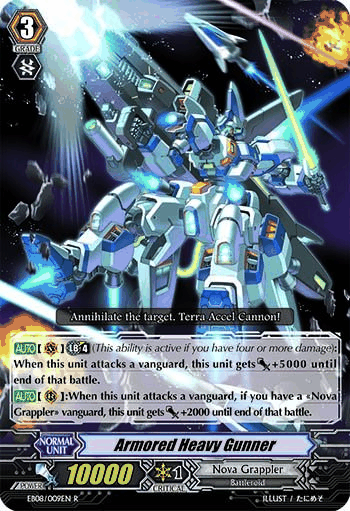 3
GRADE
Annihilate the target. Terra Accel Cannon!
AUTO [ ] LB 4 (This ability is active if you have four or more damage):
When this unit attacks a vanguard, this unit gets +5000 until
end of that battle.
AUTO [ ]:When this unit attacks a vanguard, if you have a «Nova
Grappler» vanguard, this unit gets +2000 until end of that battle.
NORMAL
UNIT
Armored Heavy Gunner
POWER
10000
1
CRITICAL
Nova Grappler
Battleroid
EB08/009EN R
ILLUST / たにめそ